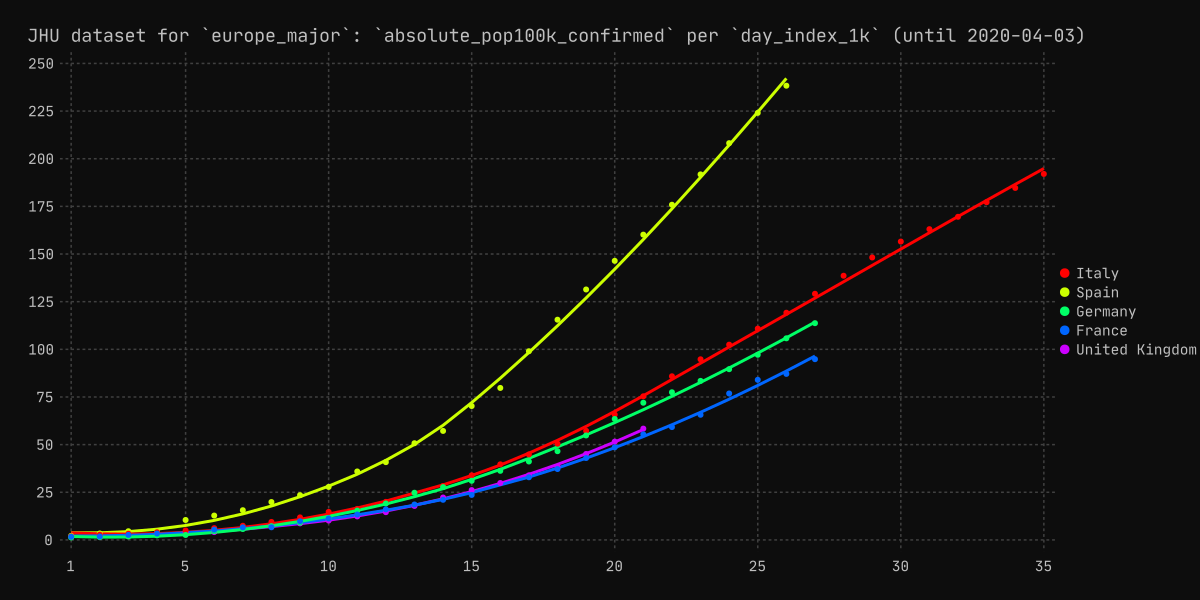 JHU dataset for `europe_major`: `absolute_pop100k_confirmed` per `day_index_1k` (until 2020-04-03)
250
225
200
175
150
125
100
75
50
25
0
1 5 10 15 20 25 30 35
Italy
Spain
Germany
France
United Kingdom